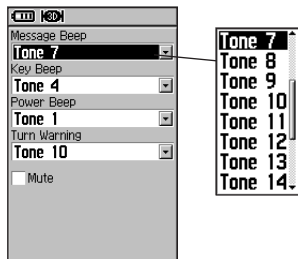 3D
Message Beep
Tone 7
Key Beep
Tone 4
Power Beep
Tone 1
Turn Warning
Tone 10
Mute
Tone 7
Tone 8
Tone 9
Tone 10
Tone 11
Tone 12
Tone 13
Tone 14